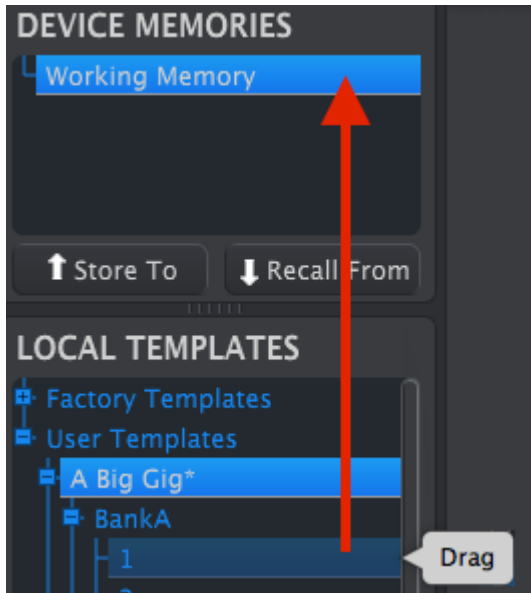 DEVICE MEMORIES
Working Memory
Store To Recall From
LOCAL TEMPLATES
Factory Templates
User Templates
A Big Gig*
BankA
1
Drag